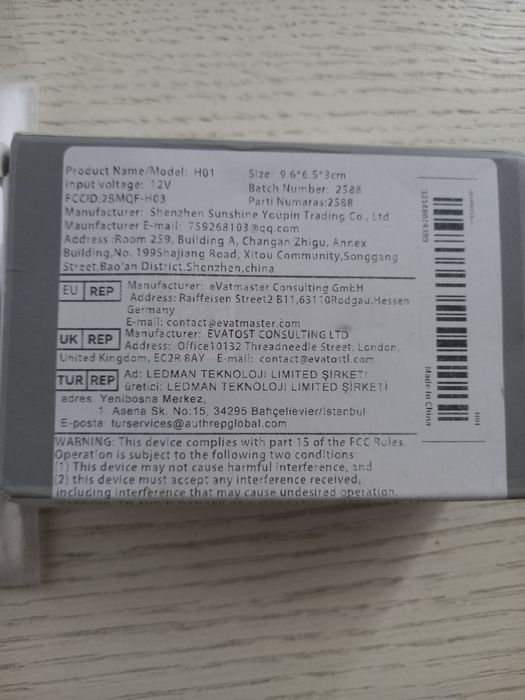 Product Name/Model: H01
Size: 9.6*6.5*3cm
Input voltage: 12V
Batch Number: 2588
FCCID:2SMQF-H03
Parti Numaras:2588
Manufacturer: Shenzhen Sunshine Youpin Trading Co., Ltd
Maunfacturer E-mail: 759268103@qq.com
Address:Room 259, Building A, Changan Zhigu, Annex
Building,No. 199Shajiang Road, Xitou Community,Songgang
Street,Bao'an District,Shenzhen,china
EU REP
Manufacturer: eVatmaster Consulting GmbH
Address: Raiffeisen Street2 B11,63110Rodgau,Hessen
Germany
E-mail: contact@evatmaster.com
UK REP
Manufacturer: EVATOST CONSULTING LTD
Address: Office10132 Threadneedle Street, London,
United Kingdom, EC2R 8AY E-mail: contact@evatostl.com
TUR REP
Ad: LEDMAN TEKNOLOJI LIMITED ŞIRKETI
üretici: LEDMAN TEKNOLOJI LIMITED ŞIRKETI
adres: Yenibosna Merkez,
1. Asena Sk. No:15, 34295 Bahçelievler/İstanbul
E-posta: turservices@authrepglobal.com
WARNING: This device complies with part 15 of the FCC Rules.
Operation is subject to the following two conditions:
(1) This device may not cause harmful interference, and
(2) this device must accept any interference received,
including interference that may cause undesired operation.
Made In China
H01